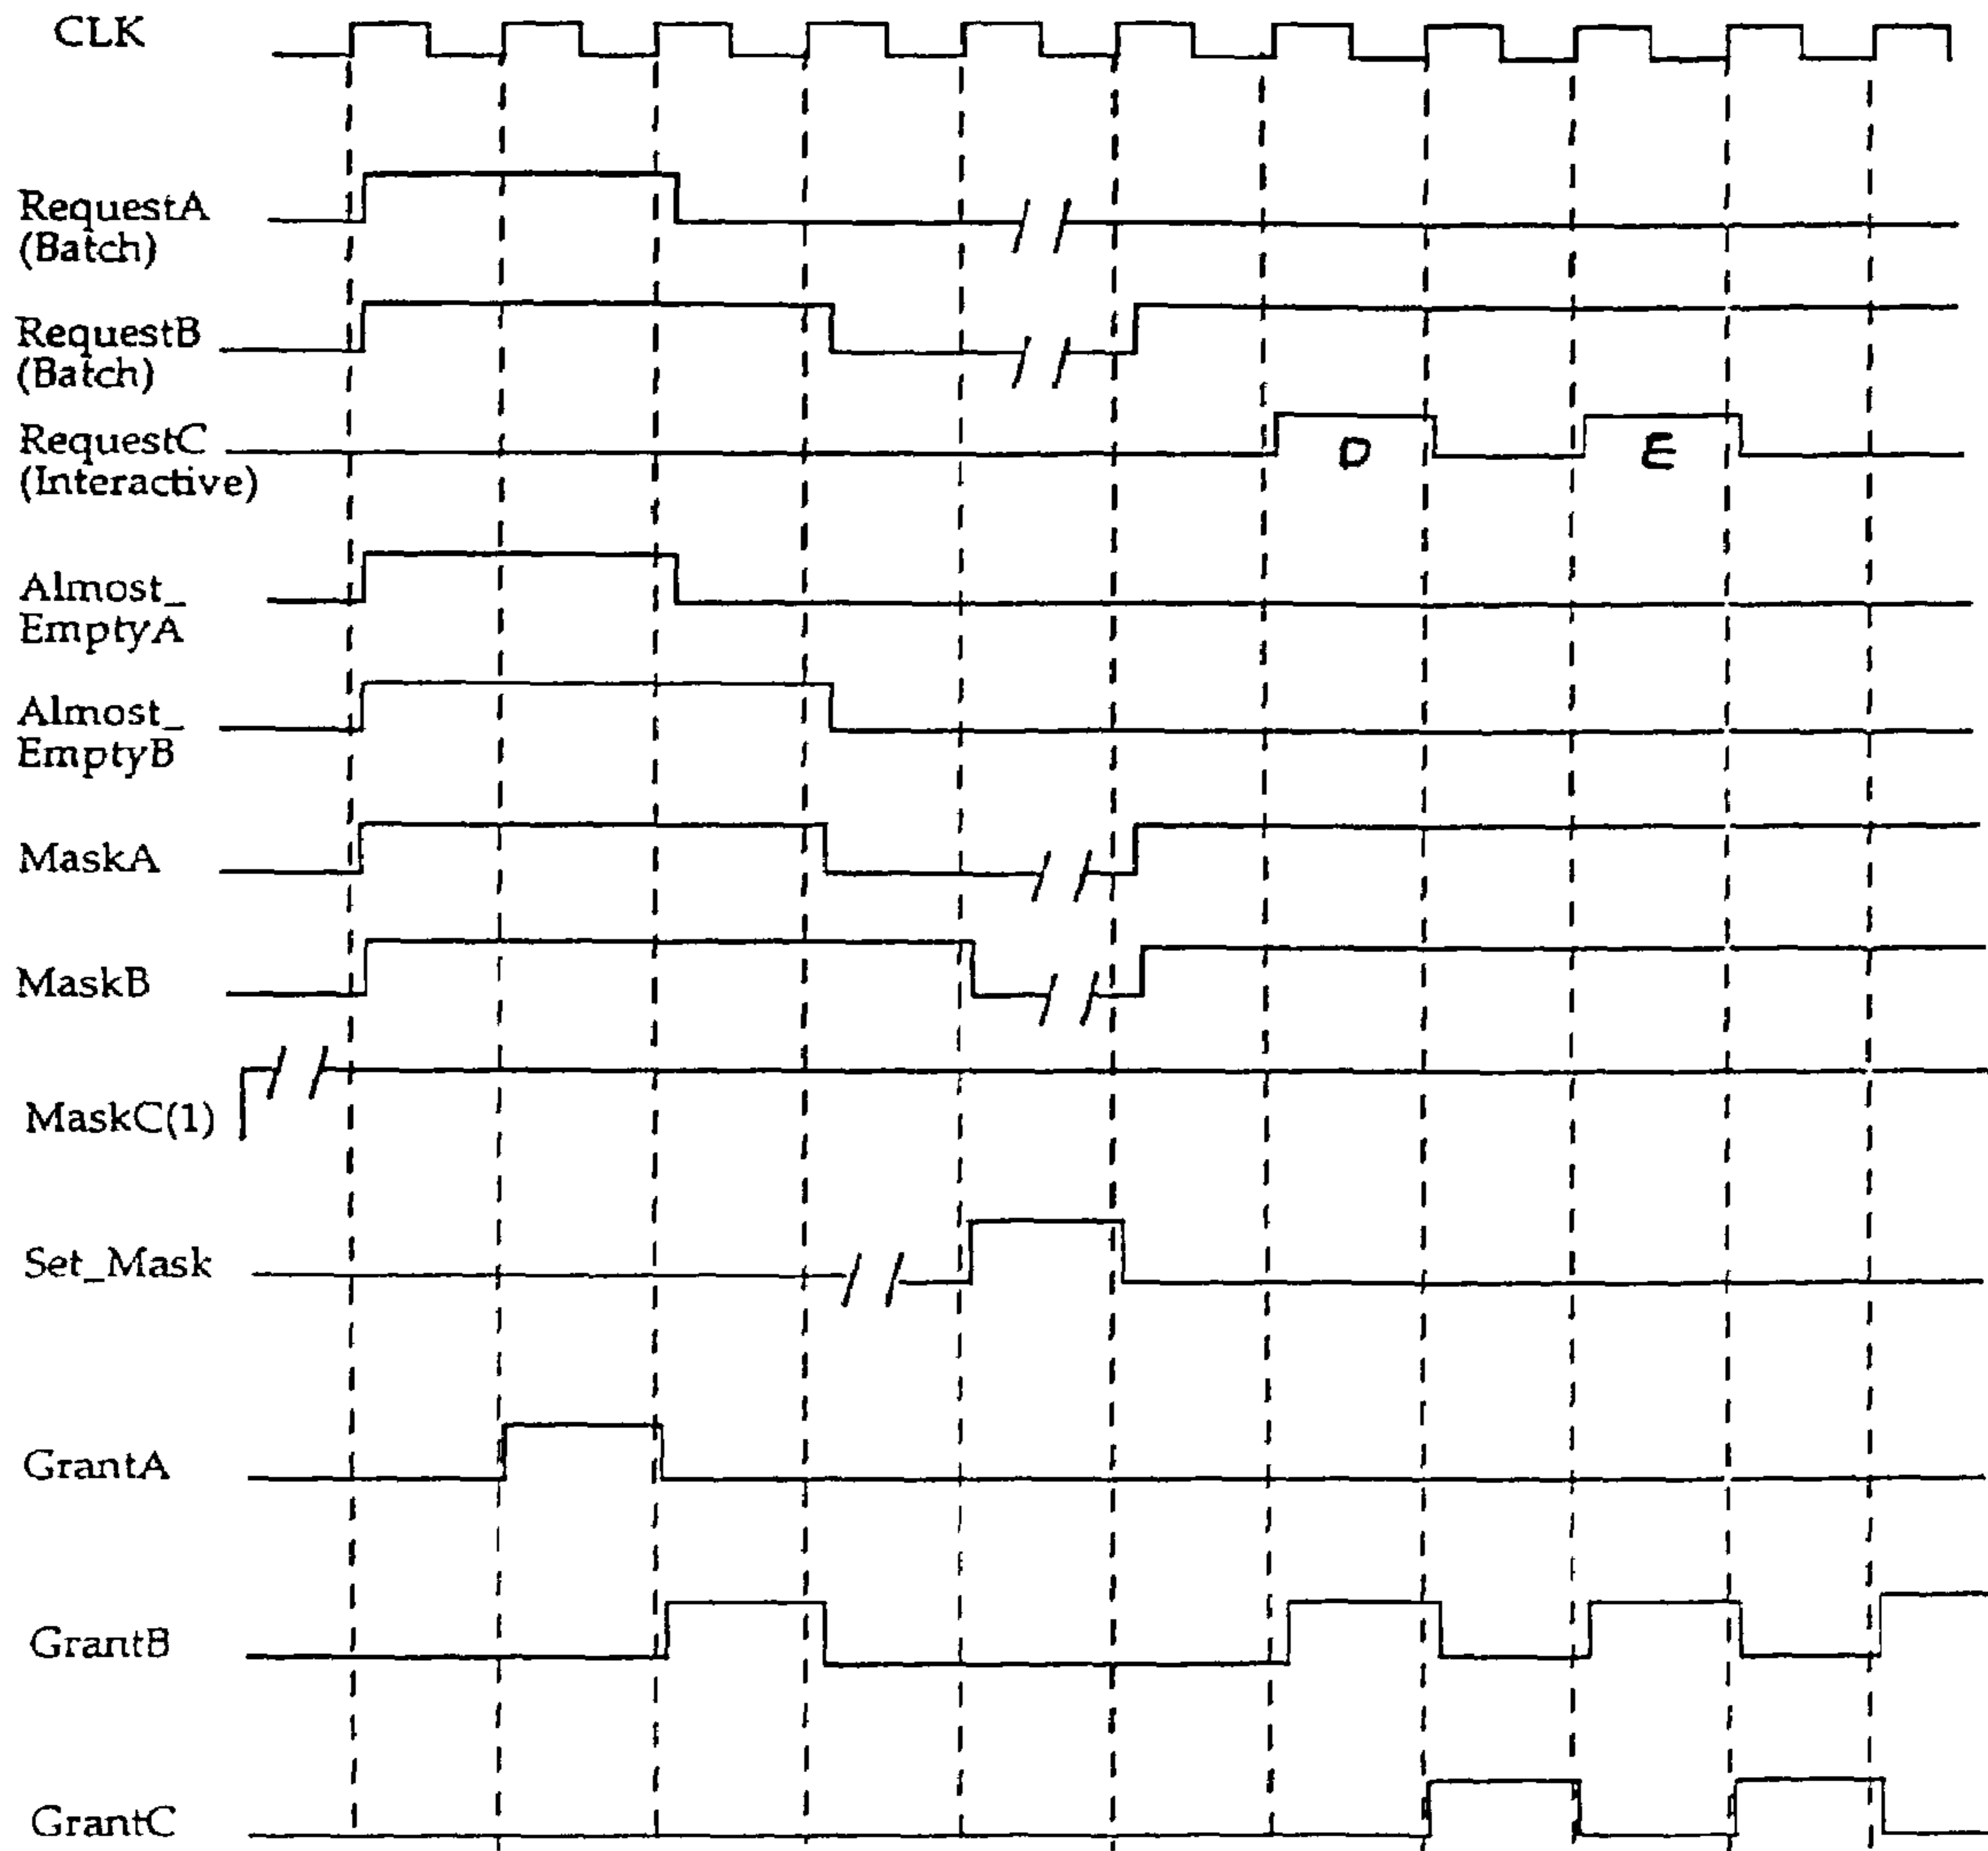 CLK
RequestA
(Batch)
RequestB
(Batch)
RequestC
(Interactive)
D
E
Almost_
EmptyA
Almost_
EmptyB
MaskA
MaskB
MaskC(1)
Set_Mask
GrantA
GrantB
GrantC